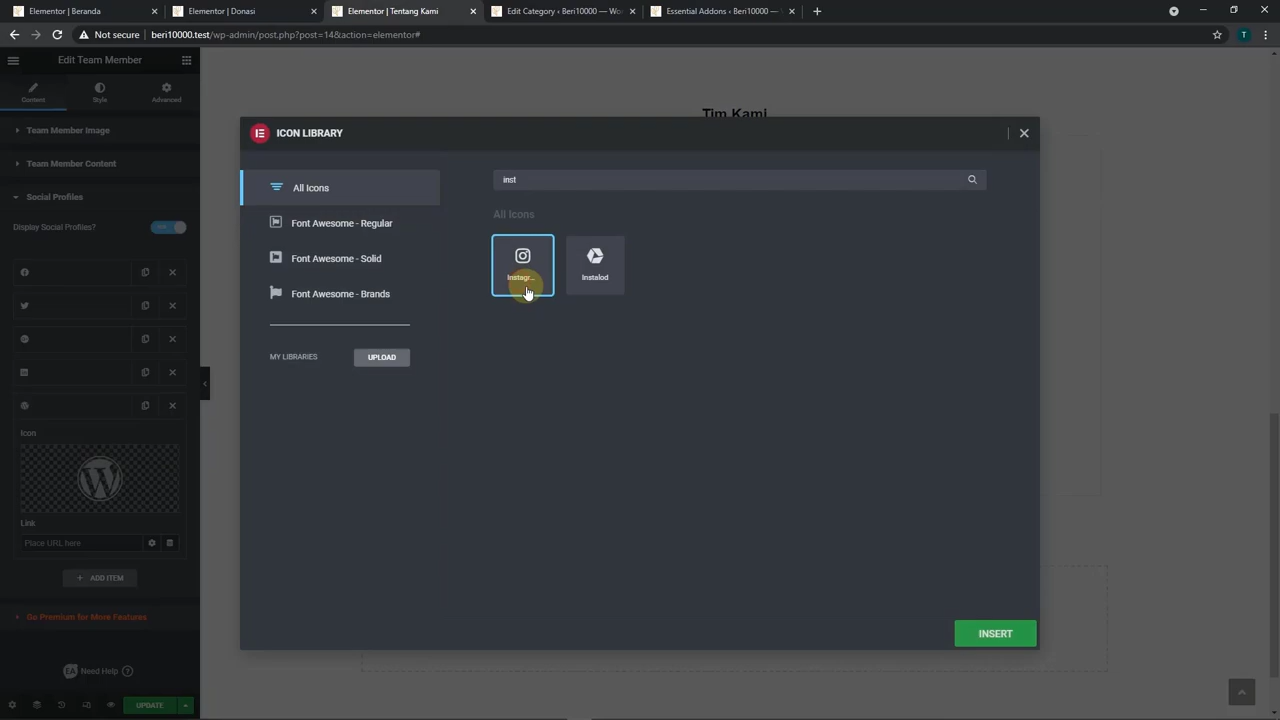 Elementor | Beranda
Elementor | Donasi
Elementor | Tentang Kami
Edit Category ‹ Beri10000 — Wo
Essential Addons ‹ Beri10000 —
Not secure
beri10000.test/wp-admin/post.php?post=14&action=elementor#
T
Edit Team Member
Content
Style
Advanced
Team Member Image
Team Member Content
Social Profiles
Display Social Profiles?
Icon
Link
Place URL here
ADD ITEM
Go Premium for More Features
EA Need Help ?
UPDATE
Tim Kami
ICON LIBRARY
All Icons
Font Awesome - Regular
Font Awesome - Solid
Font Awesome - Brands
MY LIBRARIES
UPLOAD
inst
All Icons
Instagr...
Instalod
INSERT